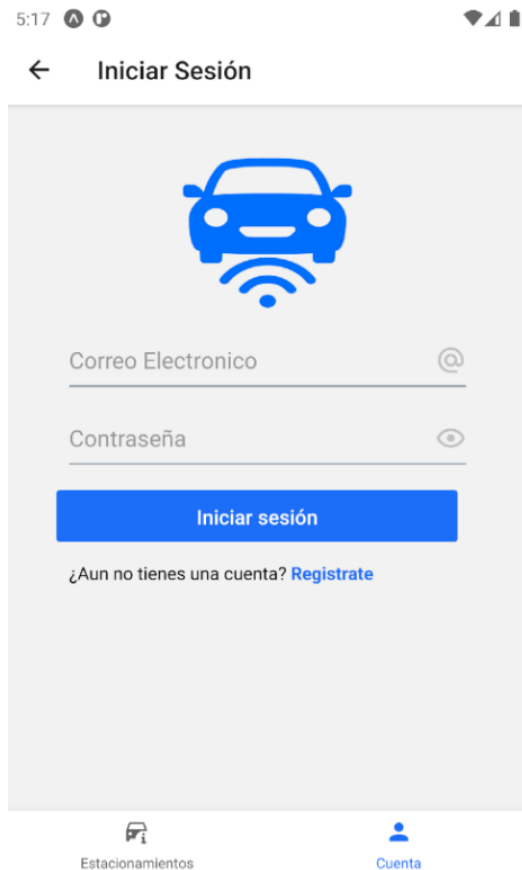 5:17
Iniciar Sesión
Correo Electronico
Contraseña
Iniciar sesión
¿Aun no tienes una cuenta? Registrate
Estacionamientos
Cuenta